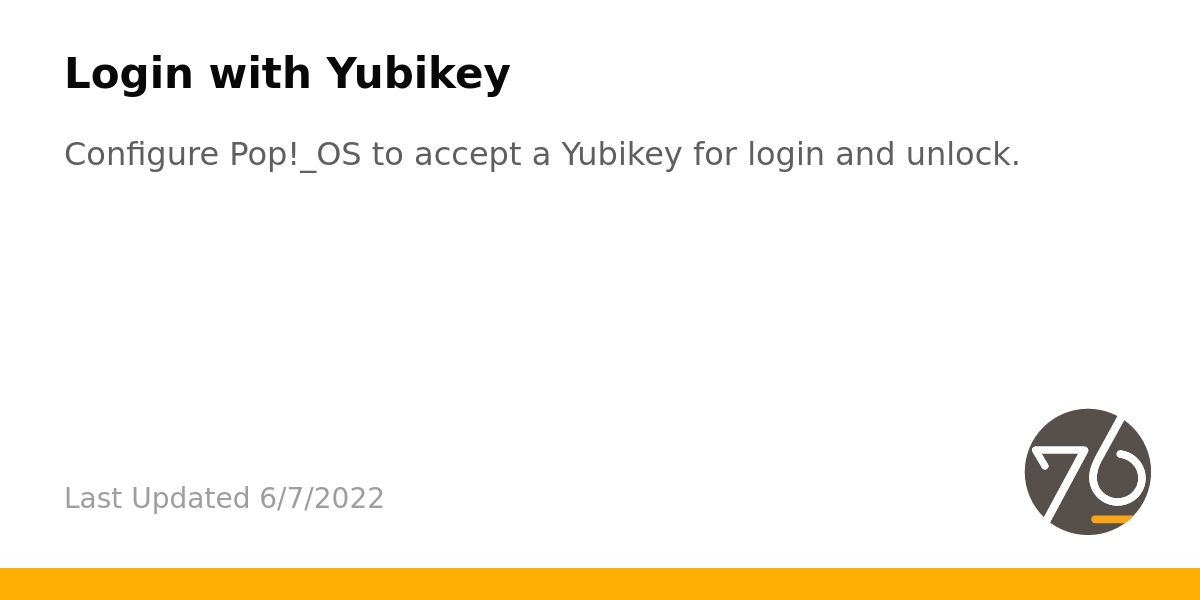 Login with Yubikey
Configure Pop!_OS to accept a Yubikey for login and unlock.
Last Updated 6/7/2022
76